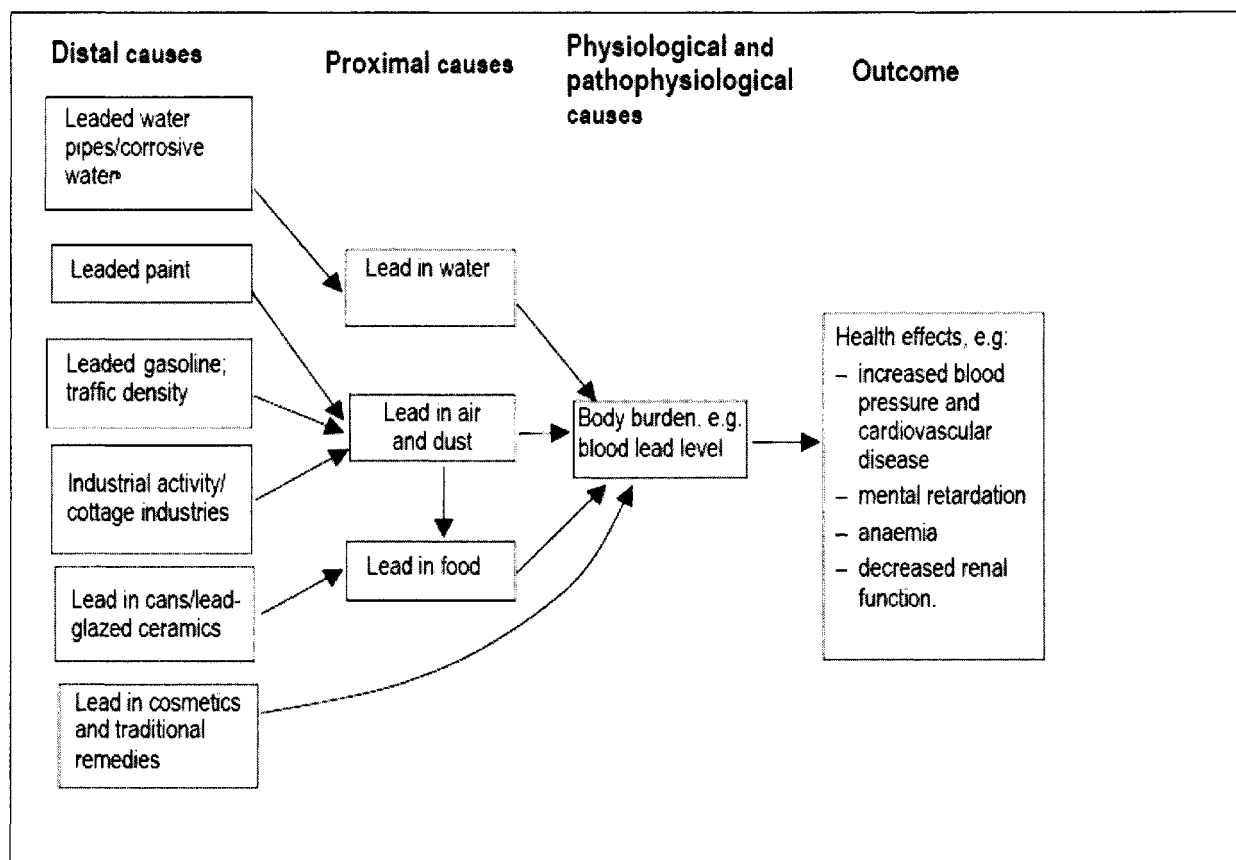 Distal causes
Proximal causes
Physiological and
pathophysiological
causes
Outcome
Leaded water
pipes/corrosive
water
Leaded paint
Leaded gasoline;
traffic density
Industrial activity/
cottage industries
Lead in cans/lead-
glazed ceramics
Lead in cosmetics
and traditional
remedies
Lead in water
Lead in air
and dust
Lead in food
Body burden. e.g.
blood lead level
Health effects, e.g:
– increased blood
pressure and
cardiovascular
disease
– mental retardation
– anaemia
– decreased renal
function.